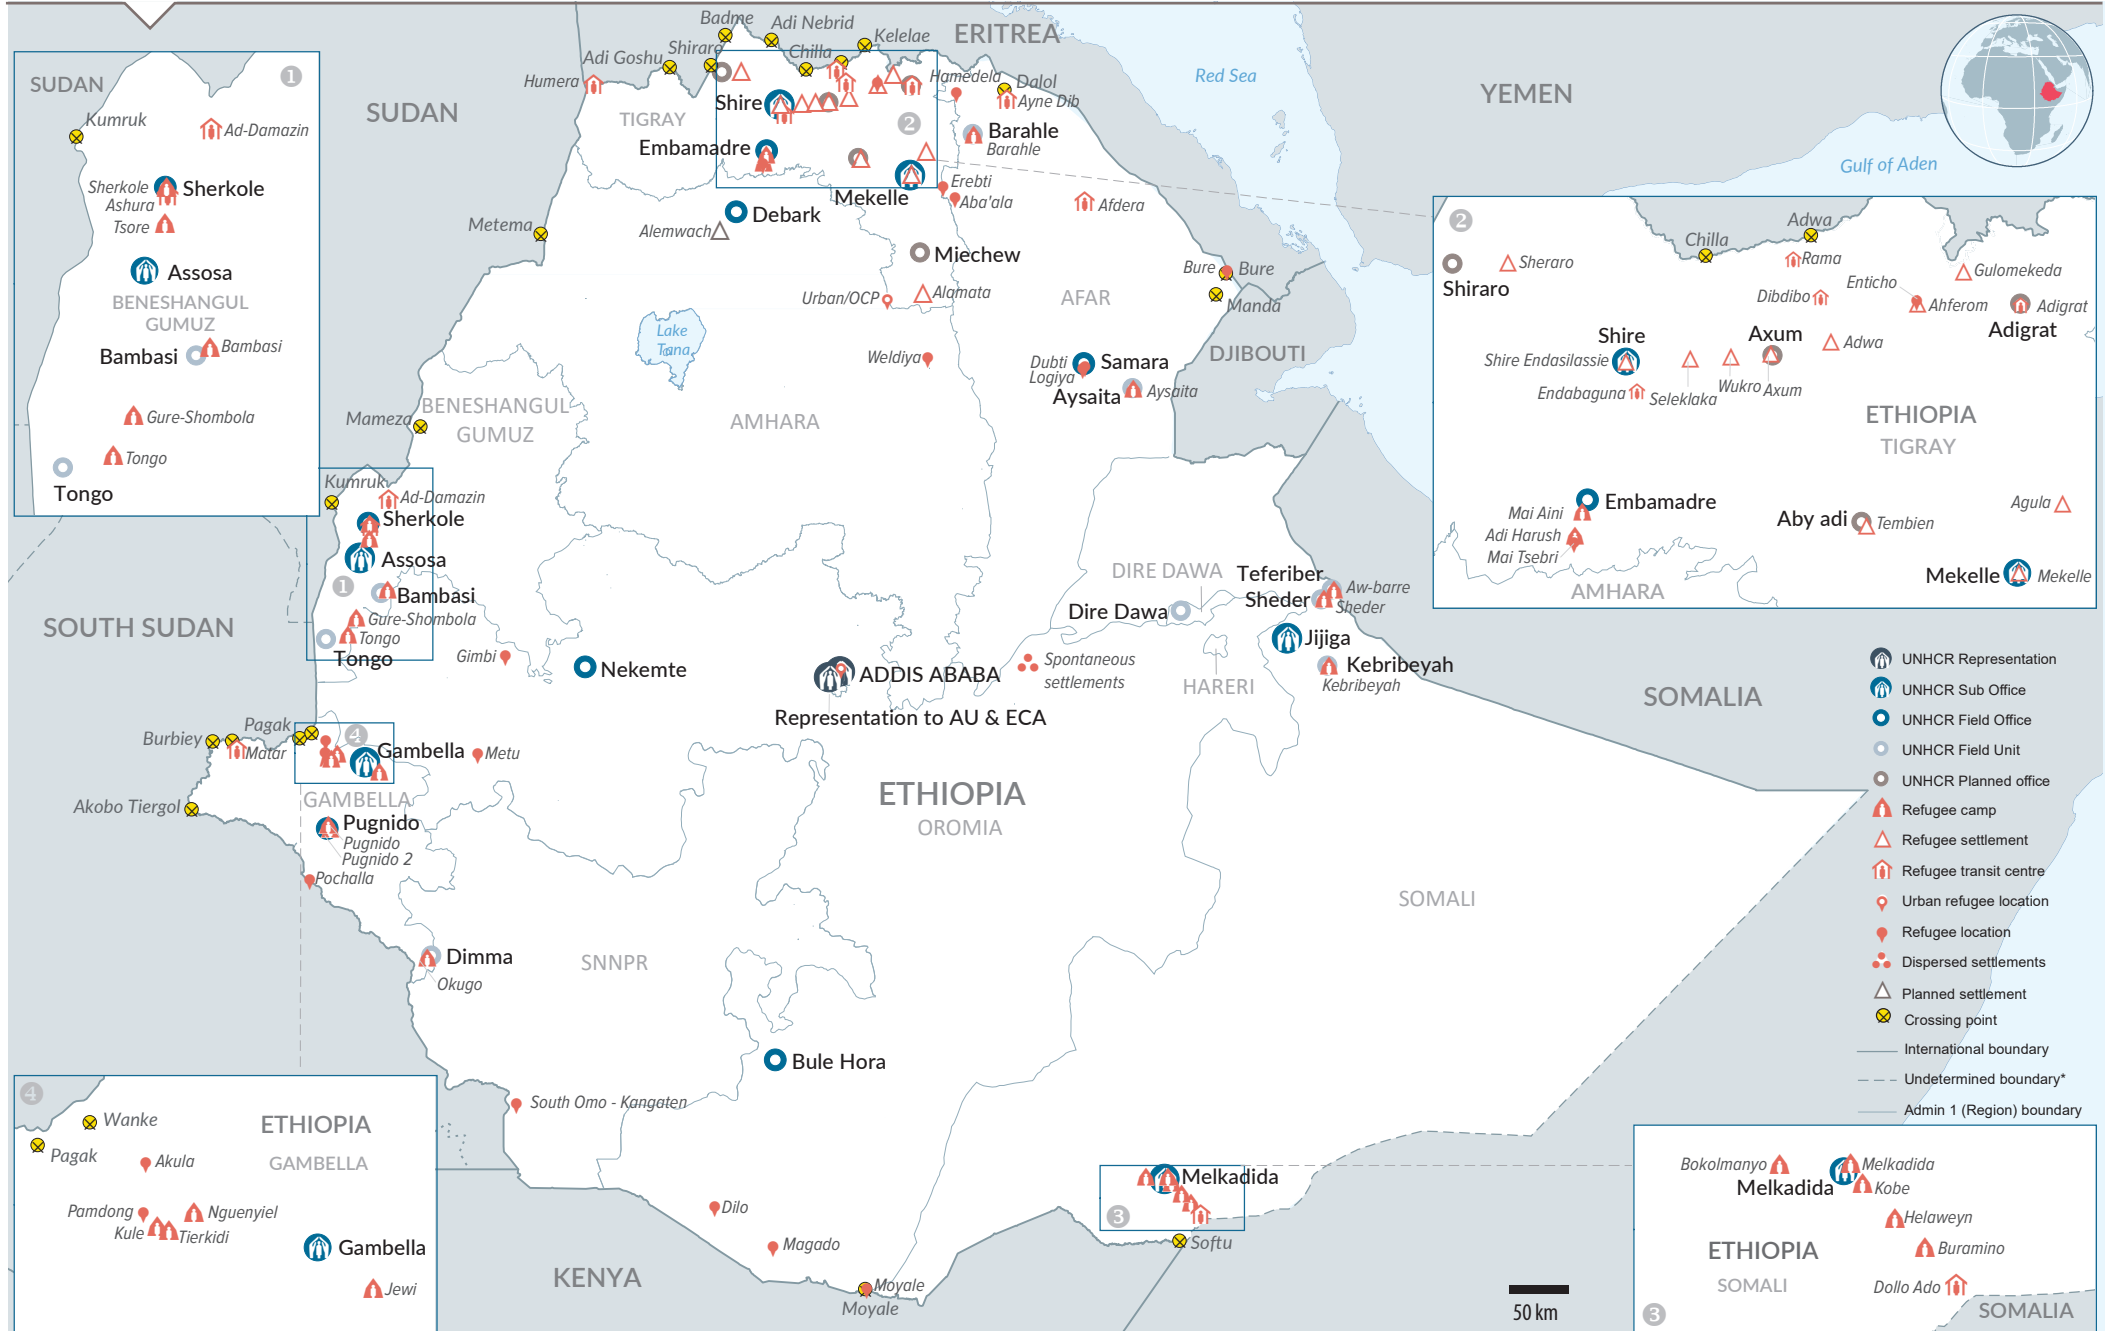 Badme
Adi Nebrid
Kelelae
ERITREA
Shiraro
Chilla
Adi Goshu
Humera
Hamedela
Dalol
Ayne Dib
Red Sea
YEMEN
SUDAN
TIGRAY
Shire
2
Barahle
Barahle
Embamadre
Mekelle
Erebti
Aba'ala
Afdera
Gulf of Aden
Metema
Debark
Alemwach
Miechew
Bure
Bure
Manda
Urban/OCP
Alamata
AFAR
Lake
Tana
DJIBOUTI
Weldiya
Dubti
Logiya
Samara
Aysaita
Aysaita
Mameza
BENESHANGUL
GUMUZ
AMHARA
Kumruk
Ad-Damazin
Sherkole
Assosa
1
Bambasi
Gure-Shombola
Tongo
Tongo
SOUTH SUDAN
DIRE DAWA
Teferiber
Aw-barre
Sheder
Sheder
Dire Dawa
Jijiga
Gimbi
Nekemte
ADDIS ABABA
Representation to AU & ECA
Spontaneous
settlements
HARERI
Kebribeyah
Kebribeyah
SOMALIA
Burbiey
Pagak
Matar
4
Gambella
Metu
Akobo Tiergol
GAMBELLA
Pugnido
Pugnido
Pugnido 2
Pochalla
ETHIOPIA
OROMIA
SOMALI
Dimma
Okugo
SNNPR
Bule Hora
South Omo - Kangaten
Dilo
Magado
Moyale
Moyale
KENYA
Melkadida
3
Softu
50 km
SUDAN
1
Kumruk
Ad-Damazin
Sherkole
Sherkole
Ashura
Tsore
Assosa
BENESHANGUL
GUMUZ
Bambasi
Bambasi
Gure-Shombola
Tongo
Tongo
2
Adwa
Chilla
Sheraro
Shiraro
Rama
Gulomekeda
Enticho
Dibdibo
Ahferom
Adigrat
Adigrat
Shire
Axum
Adwa
Shire Endasilassie
Endabaguna
Seleklaka
Wukro
Axum
ETHIOPIA
TIGRAY
Embamadre
Mai Aini
Adi Harush
Mai Tsebri
Aby adi
Tembien
Agula
Mekelle
Mekelle
AMHARA
UNHCR Representation
UNHCR Sub Office
UNHCR Field Office
UNHCR Field Unit
UNHCR Planned office
Refugee camp
Refugee settlement
Refugee transit centre
Urban refugee location
Refugee location
Dispersed settlements
Planned settlement
Crossing point
International boundary
Undetermined boundary*
Admin 1 (Region) boundary
4
Wanke
Pagak
ETHIOPIA
GAMBELLA
Akula
Pamdong
Nguenyiel
Kule
Tierkidi
Gambella
Jewi
Bokolmanyo
Melkadida
Melkadida
Kobe
Helaweyn
ETHIOPIA
SOMALI
Buramino
Dollo Ado
SOMALIA
3